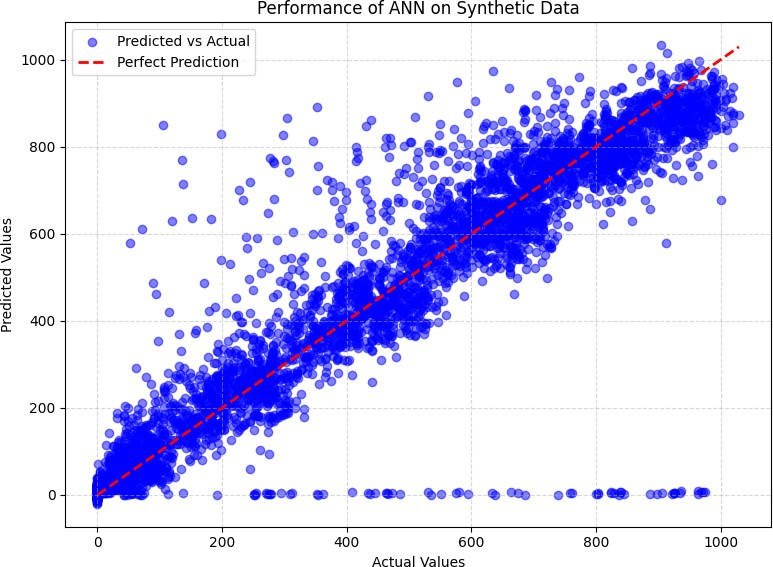 Performance of ANN on Synthetic Data
Predicted vs Actual
Perfect Prediction
Predicted Values
1000
800
600
400
200
0
0 200 400 600 800 1000
Actual Values